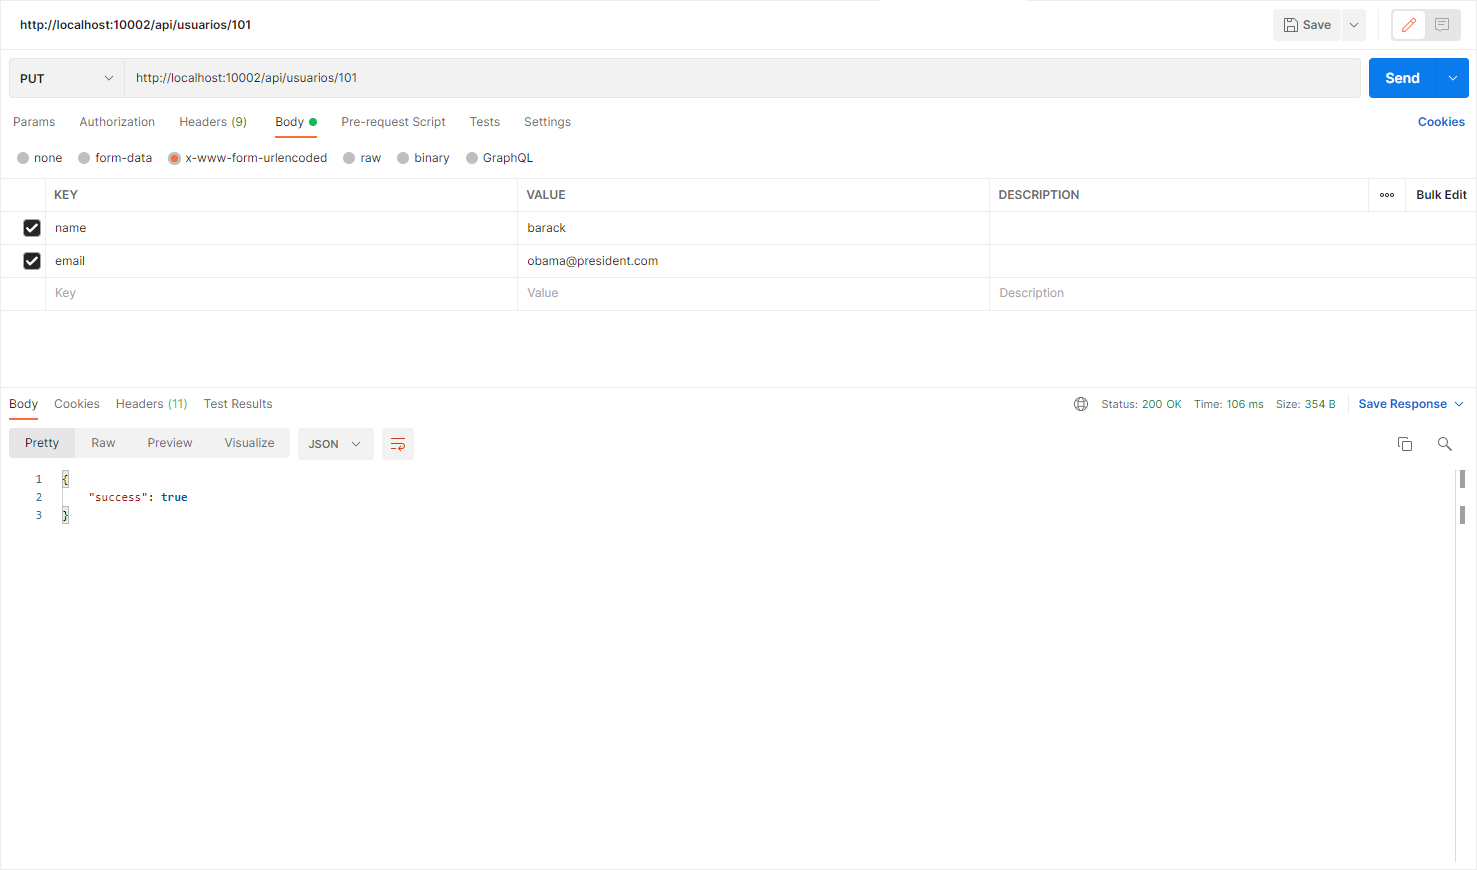 http://localhost:10002/api/usuarios/101
Save
PUT
http://localhost:10002/api/usuarios/101
Send
Params Authorization Headers (9) Body Pre-request Script Tests Settings Cookies
none form-data x-www-form-urlencoded raw binary GraphQL
KEY VALUE DESCRIPTION Bulk Edit
name barack
email obama@president.com
Key Value Description
Body Cookies Headers (11) Test Results Status: 200 OK Time: 106 ms Size: 354 B Save Response
Pretty Raw Preview Visualize JSON
1 {
2 "success": true
3 }